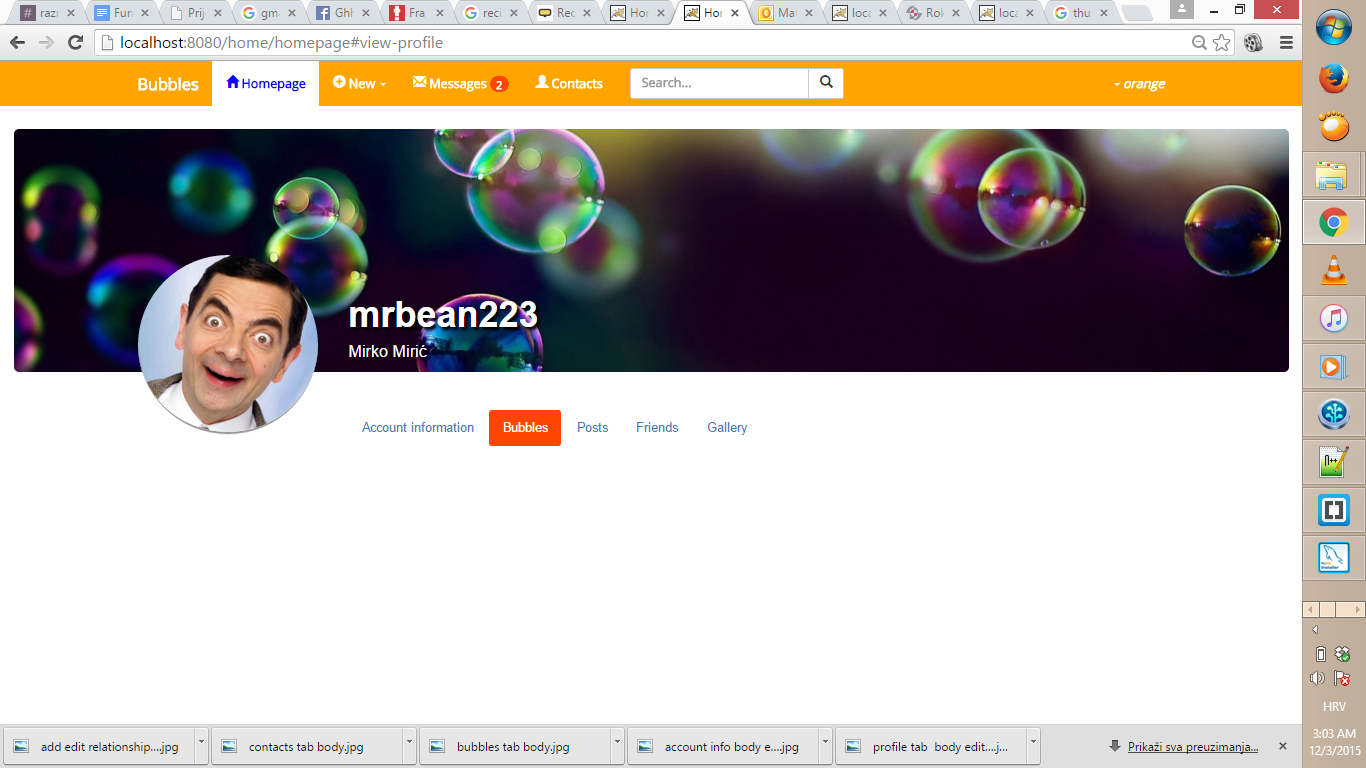 razr
Fun
Prij
gm
Ghl
Fra
reci
Rec
Hor
Hor
Ma
loca
Rok
loca
thu
localhost:8080/home/homepage#view-profile
Bubbles
Homepage
New
Messages 2
Contacts
Search...
orange
mrbean223
Mirko Mirić
Account information
Bubbles
Posts
Friends
Gallery
add edit relationship....jpg
contacts tab body.jpg
bubbles tab body.jpg
account info body e....jpg
profile tab body edit....j...
Prikaži sva preuzimanja...
HRV
3:03 AM
12/3/2015